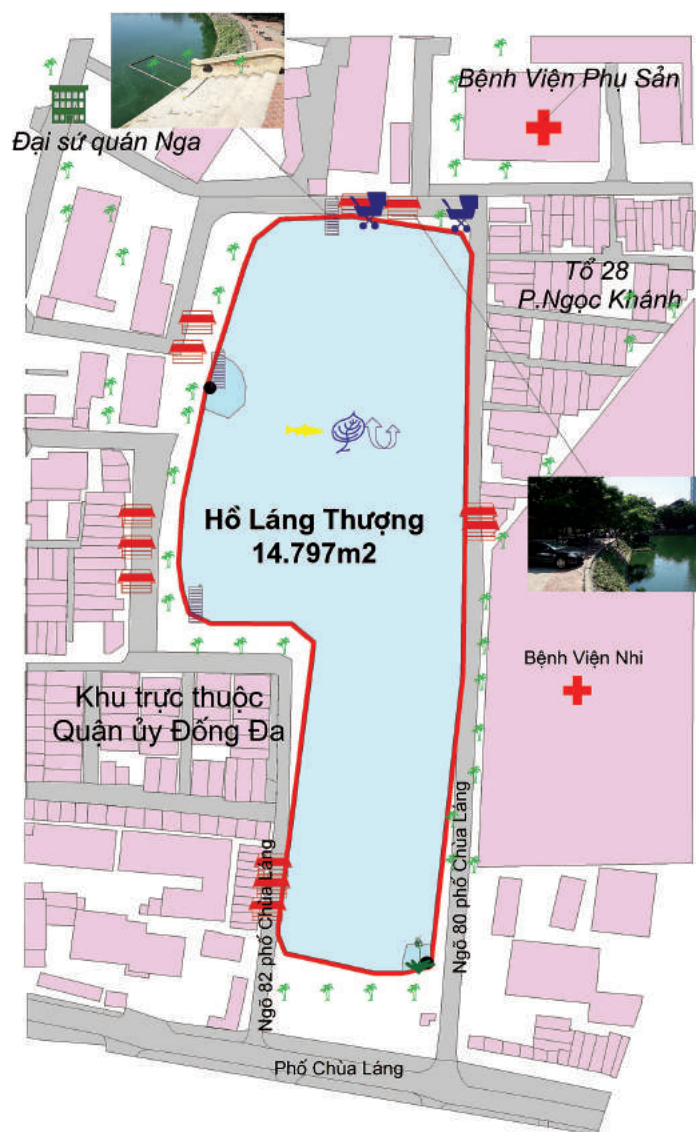 Bệnh Viện Phụ Sản
Đại sứ quán Nga
Tổ 28
P.Ngọc Khánh
Hồ Láng Thượng
14.797m2
Bệnh Viện Nhi
Khu trực thuộc
Quận ủy Đống Đa
Ngõ 82 phố Chùa Láng
Ngõ 80 phố Chùa Láng
Phố Chùa Láng